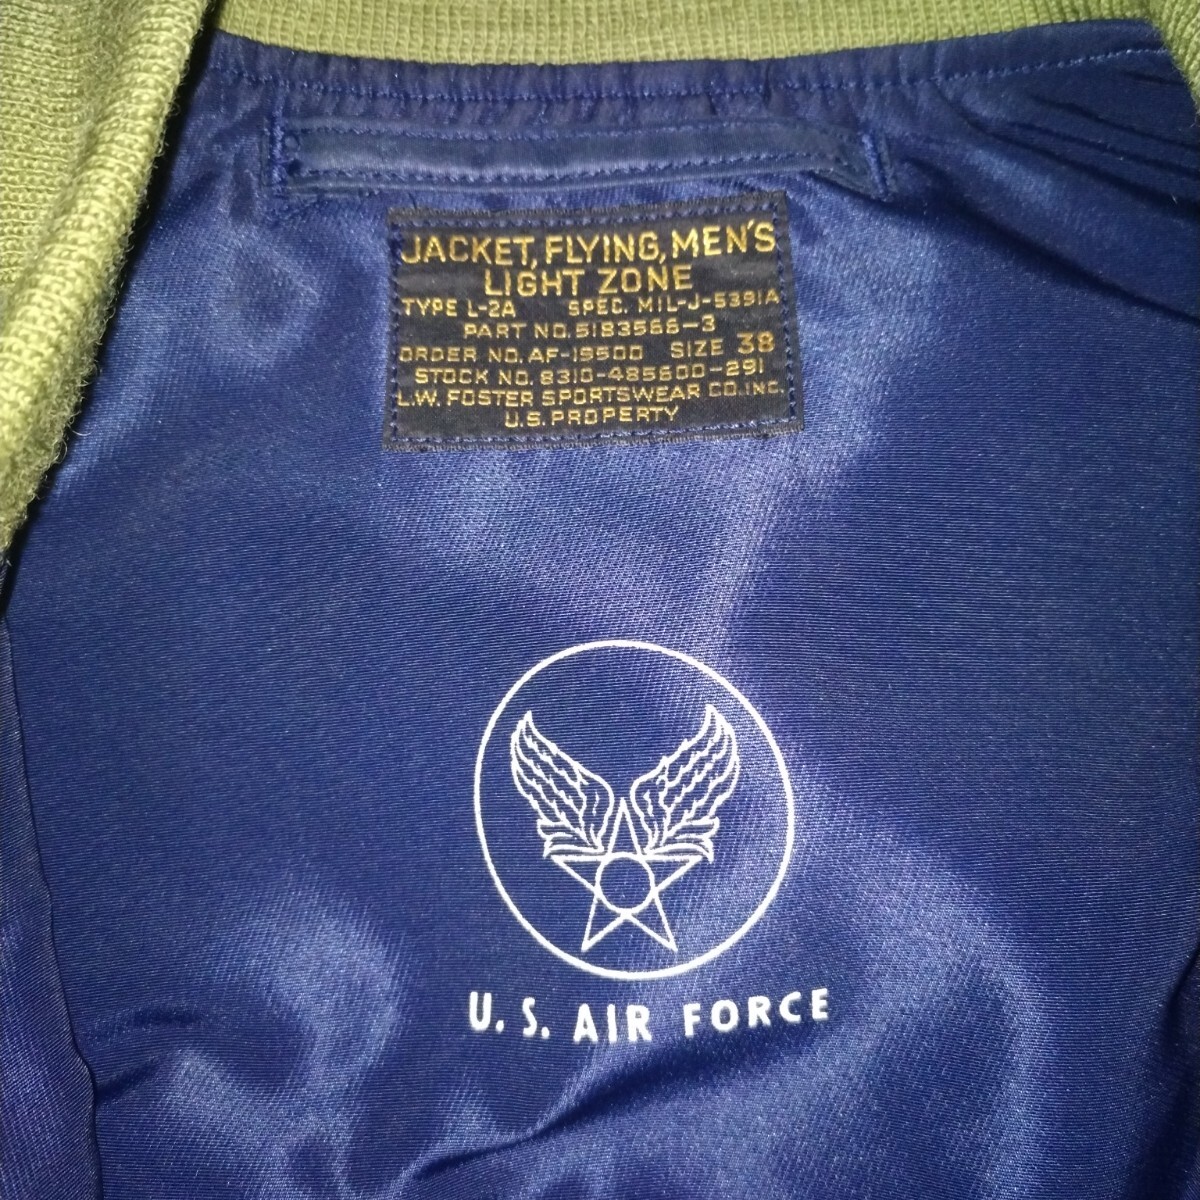 JACKET, FLYING, MEN'S
LIGHT ZONE
TYPE L-2A SPEC. MIL-J-5391A
PART NO. 5183566-3
ORDER NO. AF-19500 SIZE 38
STOCK NO. 8310-485600-291
L.W. FOSTER SPORTSWEAR CO. INC.
U.S. PROPERTY
U. S. AIR FORCE